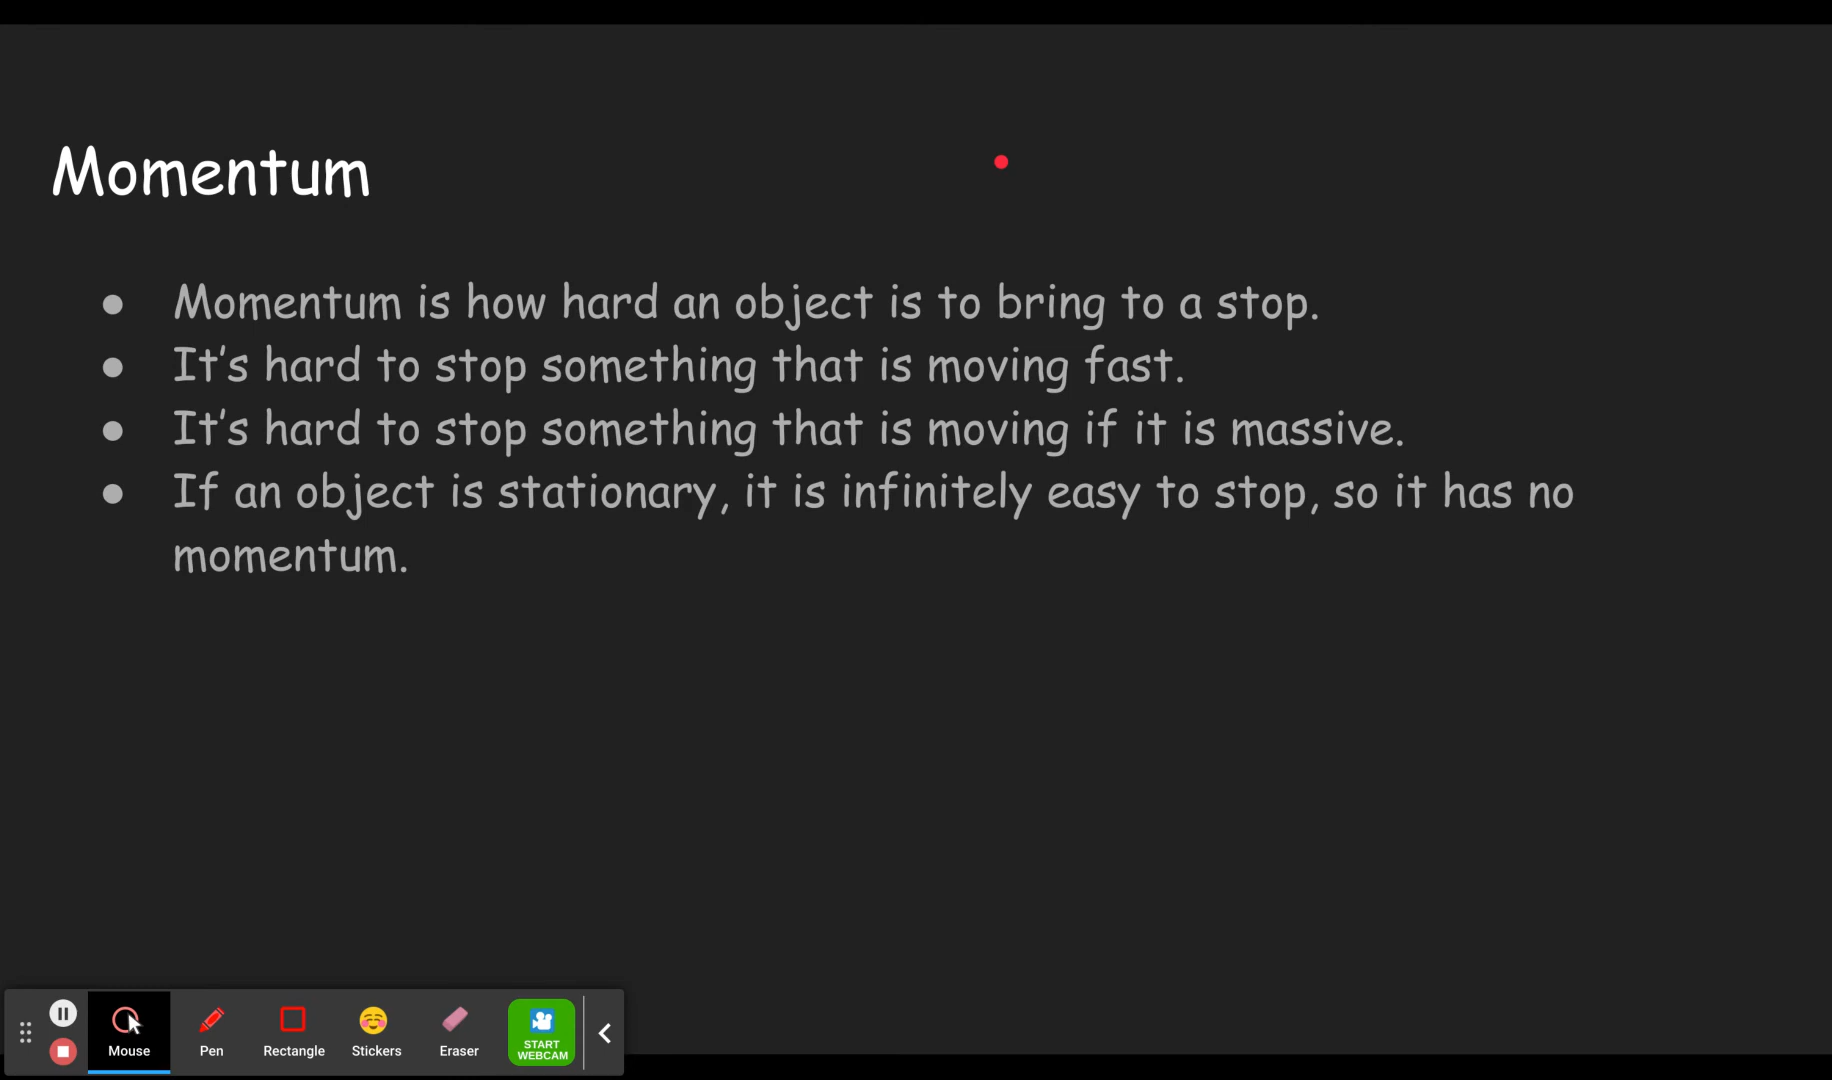 Momentum
● Momentum is how hard an object is to bring to a stop.
● It's hard to stop something that is moving fast.
● It's hard to stop something that is moving if it is massive.
● If an object is stationary, it is infinitely easy to stop, so it has no
momentum.
Mouse Pen Rectangle Stickers Eraser START
WEBCAM